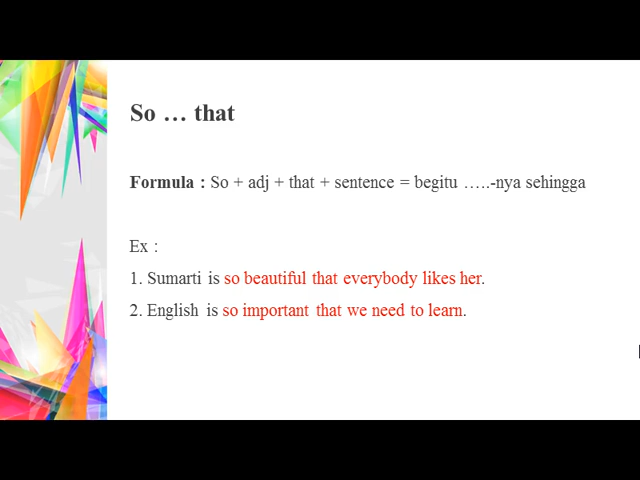 So … that
Formula : So + adj + that + sentence = begitu …..-nya sehingga
Ex :
1. Sumarti is so beautiful that everybody likes her.
2. English is so important that we need to learn.